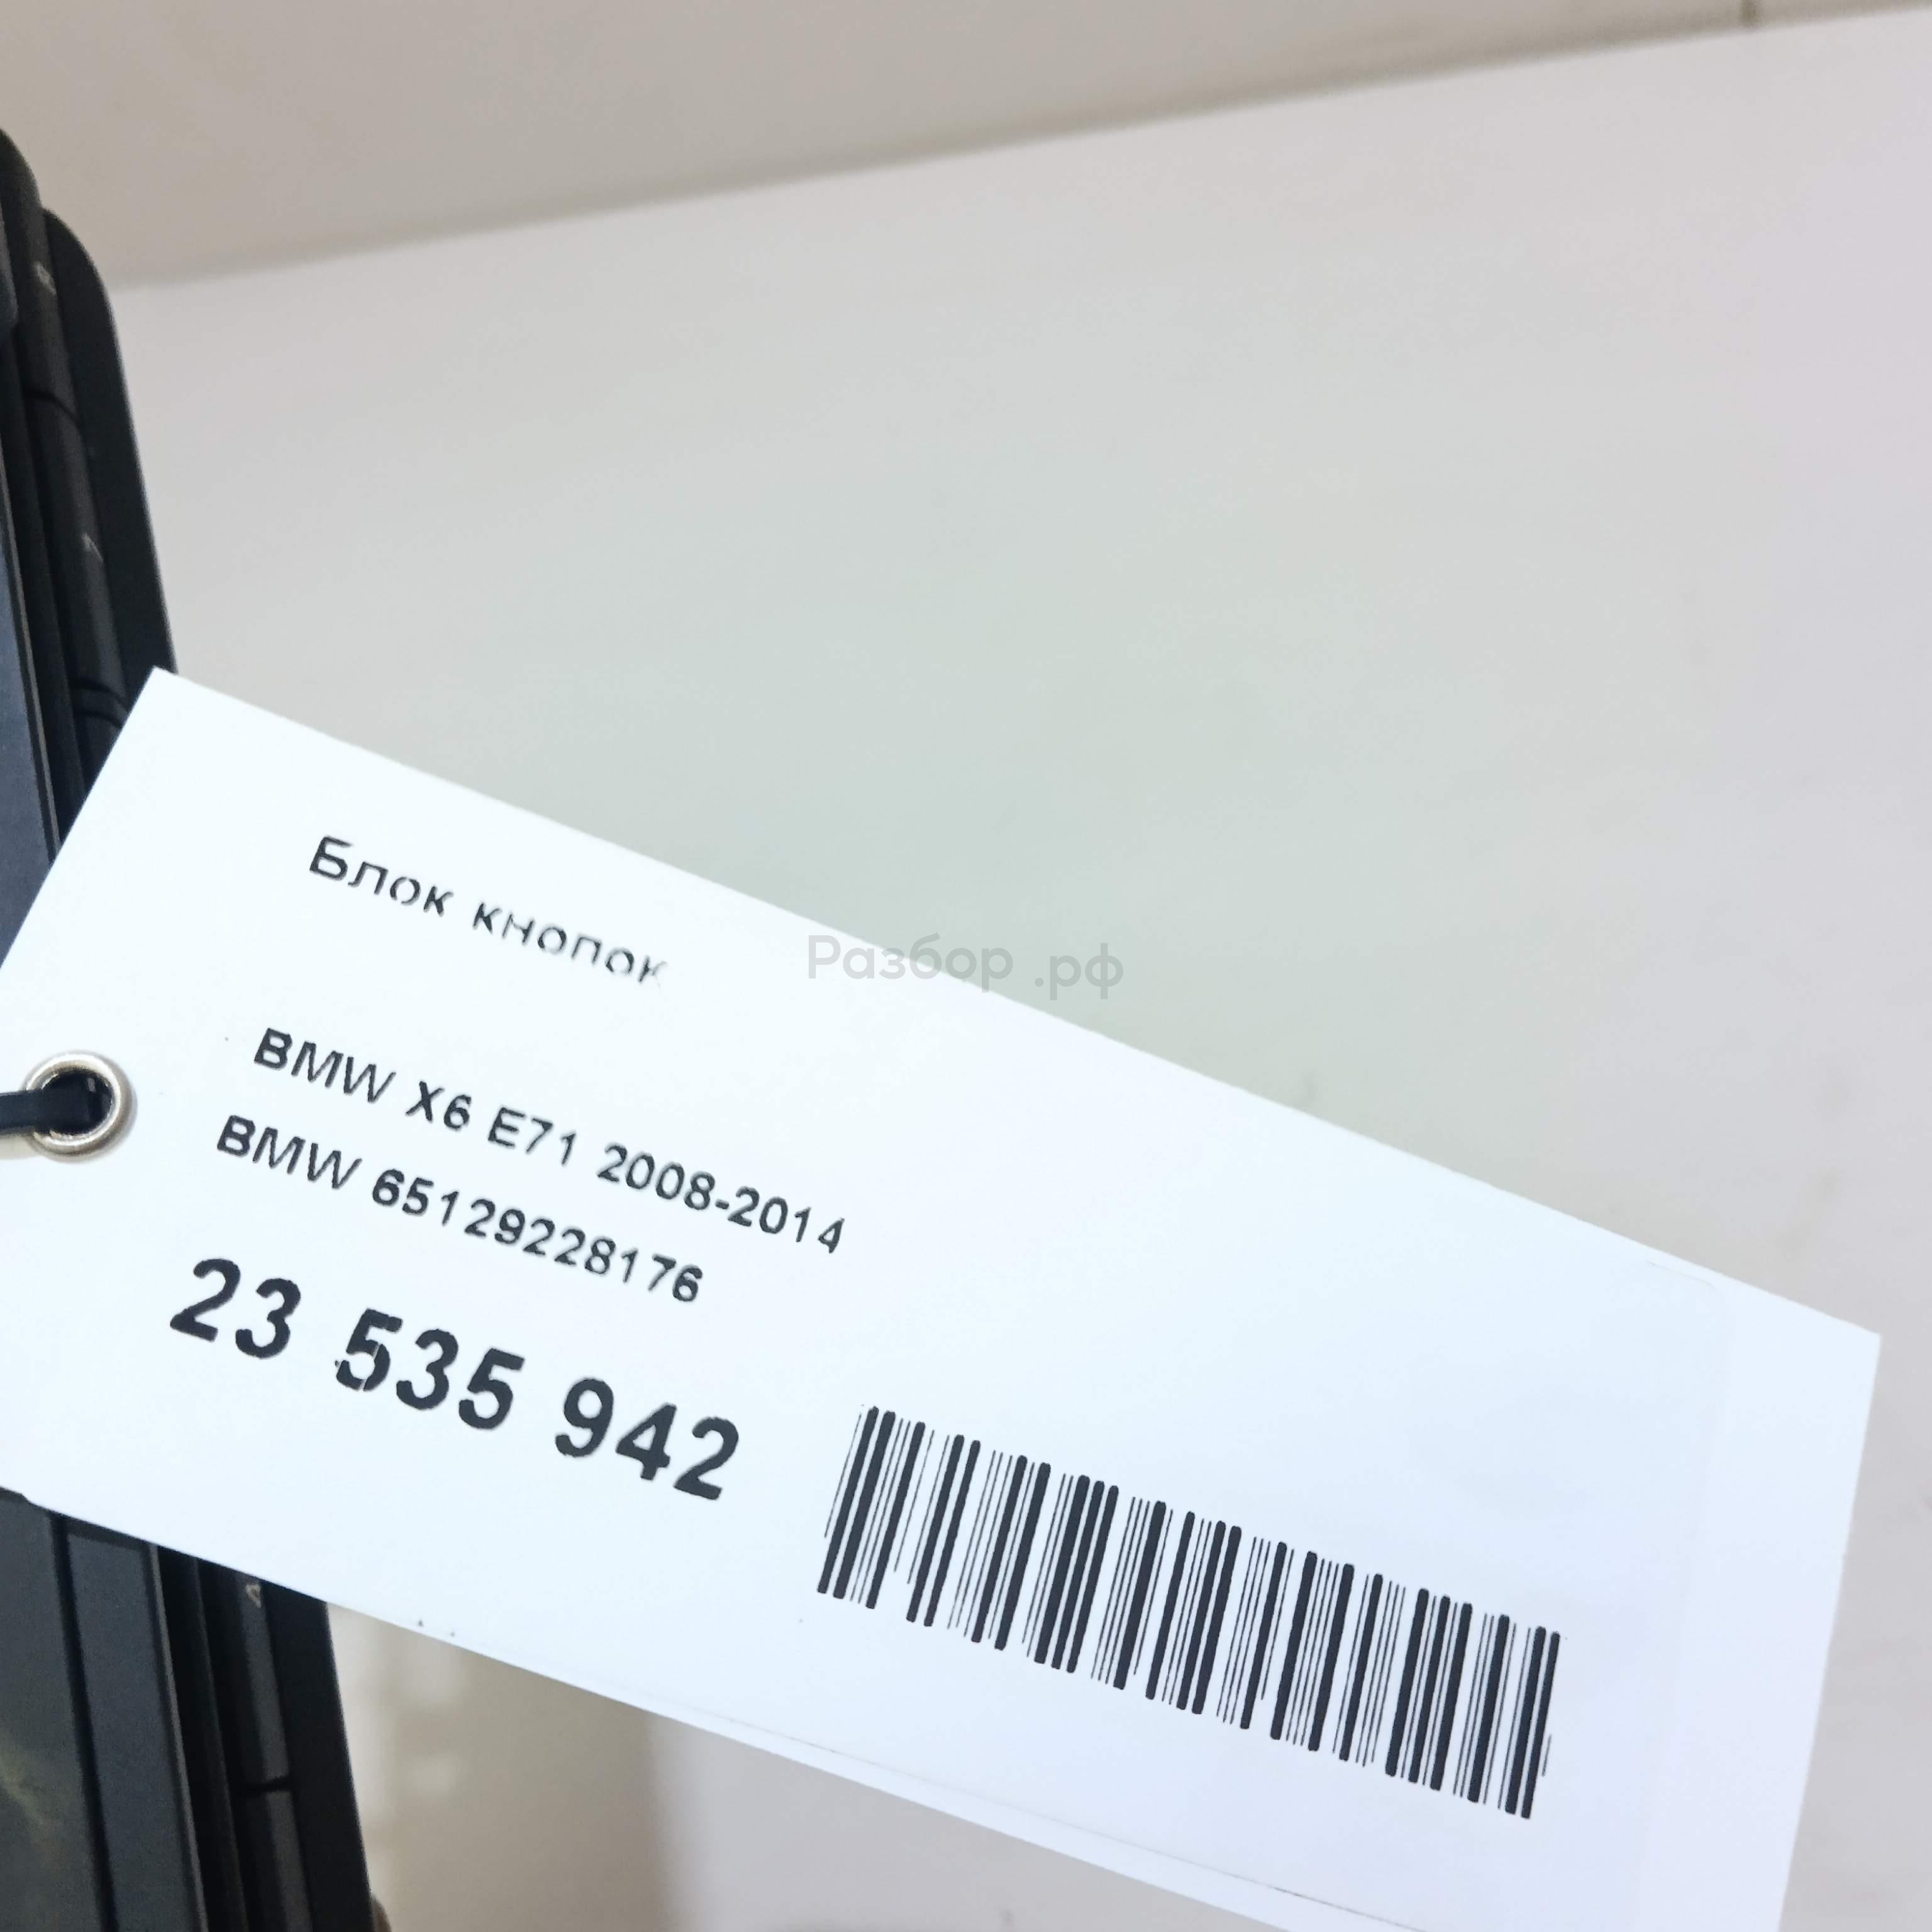 Блок кнопок
Разбор .рф
BMW X6 E71 2008-2014
BMW 65129228176
23 535 942